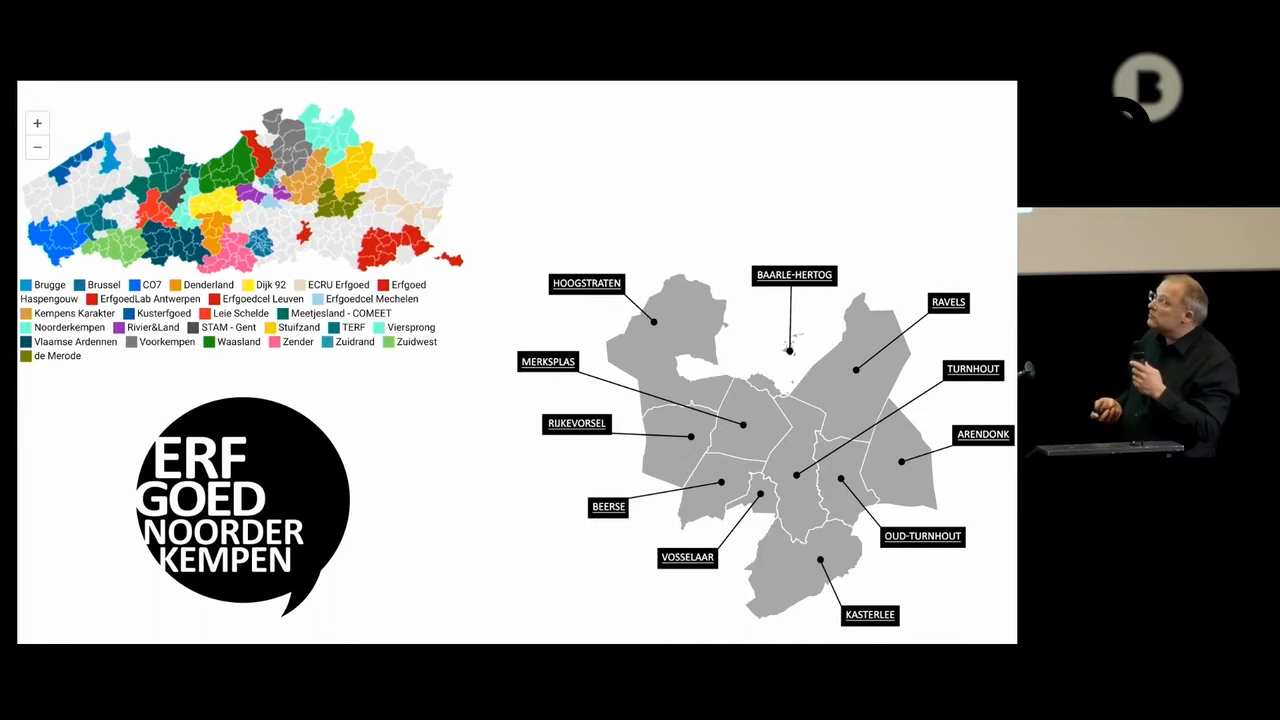 B
+
−
Brugge Brussel CO7 Denderland Dijk 92 ECRU Erfgoed Erfgoed
Haspengouw ErfgoedLab Antwerpen Erfgoedcel Leuven Erfgoedcel Mechelen
Kempens Karakter Kusterfgoed Leie Schelde Meetjesland - COMEET
Noorderkempen Rivier&Land STAM - Gent Stuifzand TERF Viersprong
Vlaamse Ardennen Voorkempen Waasland Zender Zuidrand Zuidwest
de Merode
ERF
GOED
NOORDER
KEMPEN
HOOGSTRATEN
BAARLE-HERTOG
RAVELS
MERKSPLAS
TURNHOUT
RIJKEVORSEL
ARENDONK
BEERSE
OUD-TURNHOUT
VOSSELAAR
KASTERLEE